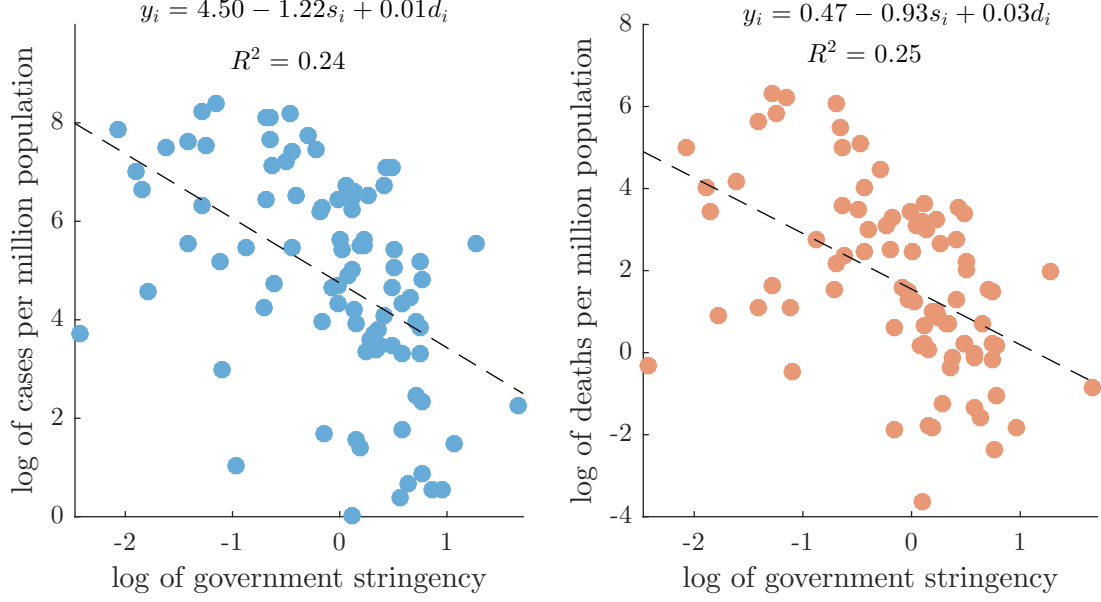 y_i = 4.50 − 1.22s_i + 0.01d_i
R² = 0.24
log of cases per million population
8
6
4
2
0
-2
-1
0
1
log of government stringency
y_i = 0.47 − 0.93s_i + 0.03d_i
R² = 0.25
log of deaths per million population
8
6
4
2
0
-2
-4
-2
-1
0
1
log of government stringency